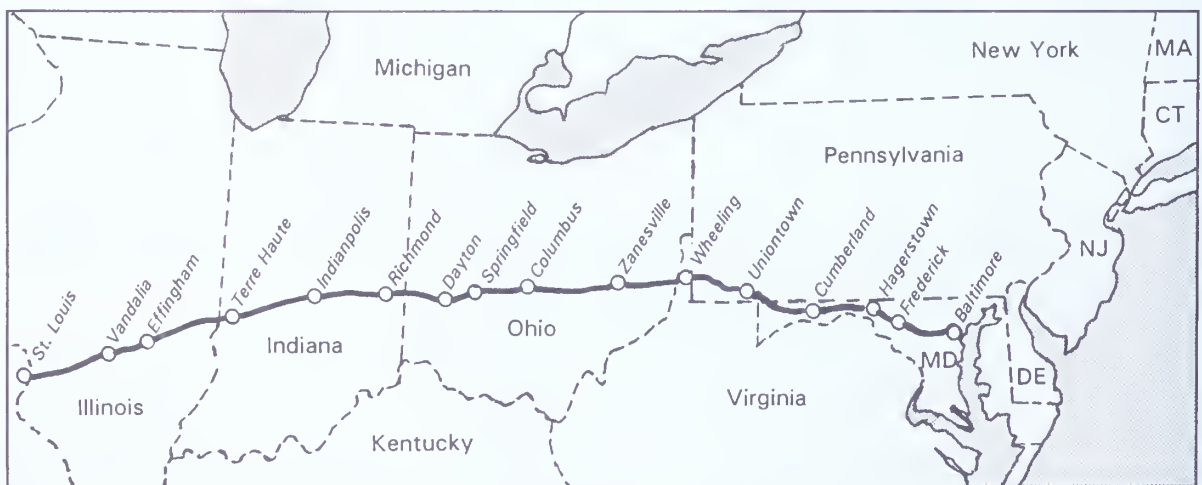 Michigan
New York
MA
CT
Pennsylvania
NJ
St. Louis
Vandalia
Effingham
Terre Haute
Indianpolis
Richmond
Dayton
Springfield
Columbus
Zanesville
Wheeling
Uniontown
Cumberland
Hagerstown
Frederick
Baltimore
Illinois
Indiana
Ohio
Kentucky
Virginia
MD
DE